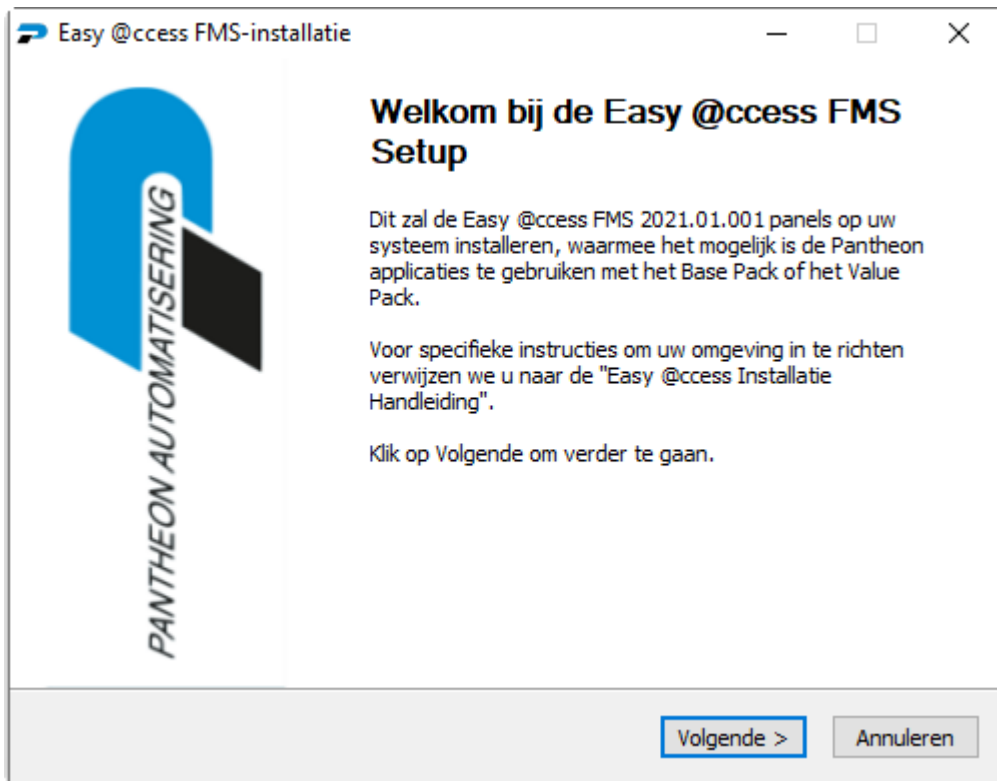 Easy @ccess FMS-installatie
Welkom bij de Easy @ccess FMS
Setup
Dit zal de Easy @ccess FMS 2021.01.001 panels op uw
systeem installeren, waarmee het mogelijk is de Pantheon
applicaties te gebruiken met het Base Pack of het Value
Pack.
Voor specifieke instructies om uw omgeving in te richten
verwijzen we u naar de "Easy @ccess Installatie
Handleiding".
Klik op Volgende om verder te gaan.
PANTHEON AUTOMATISERING
Volgende >
Annuleren